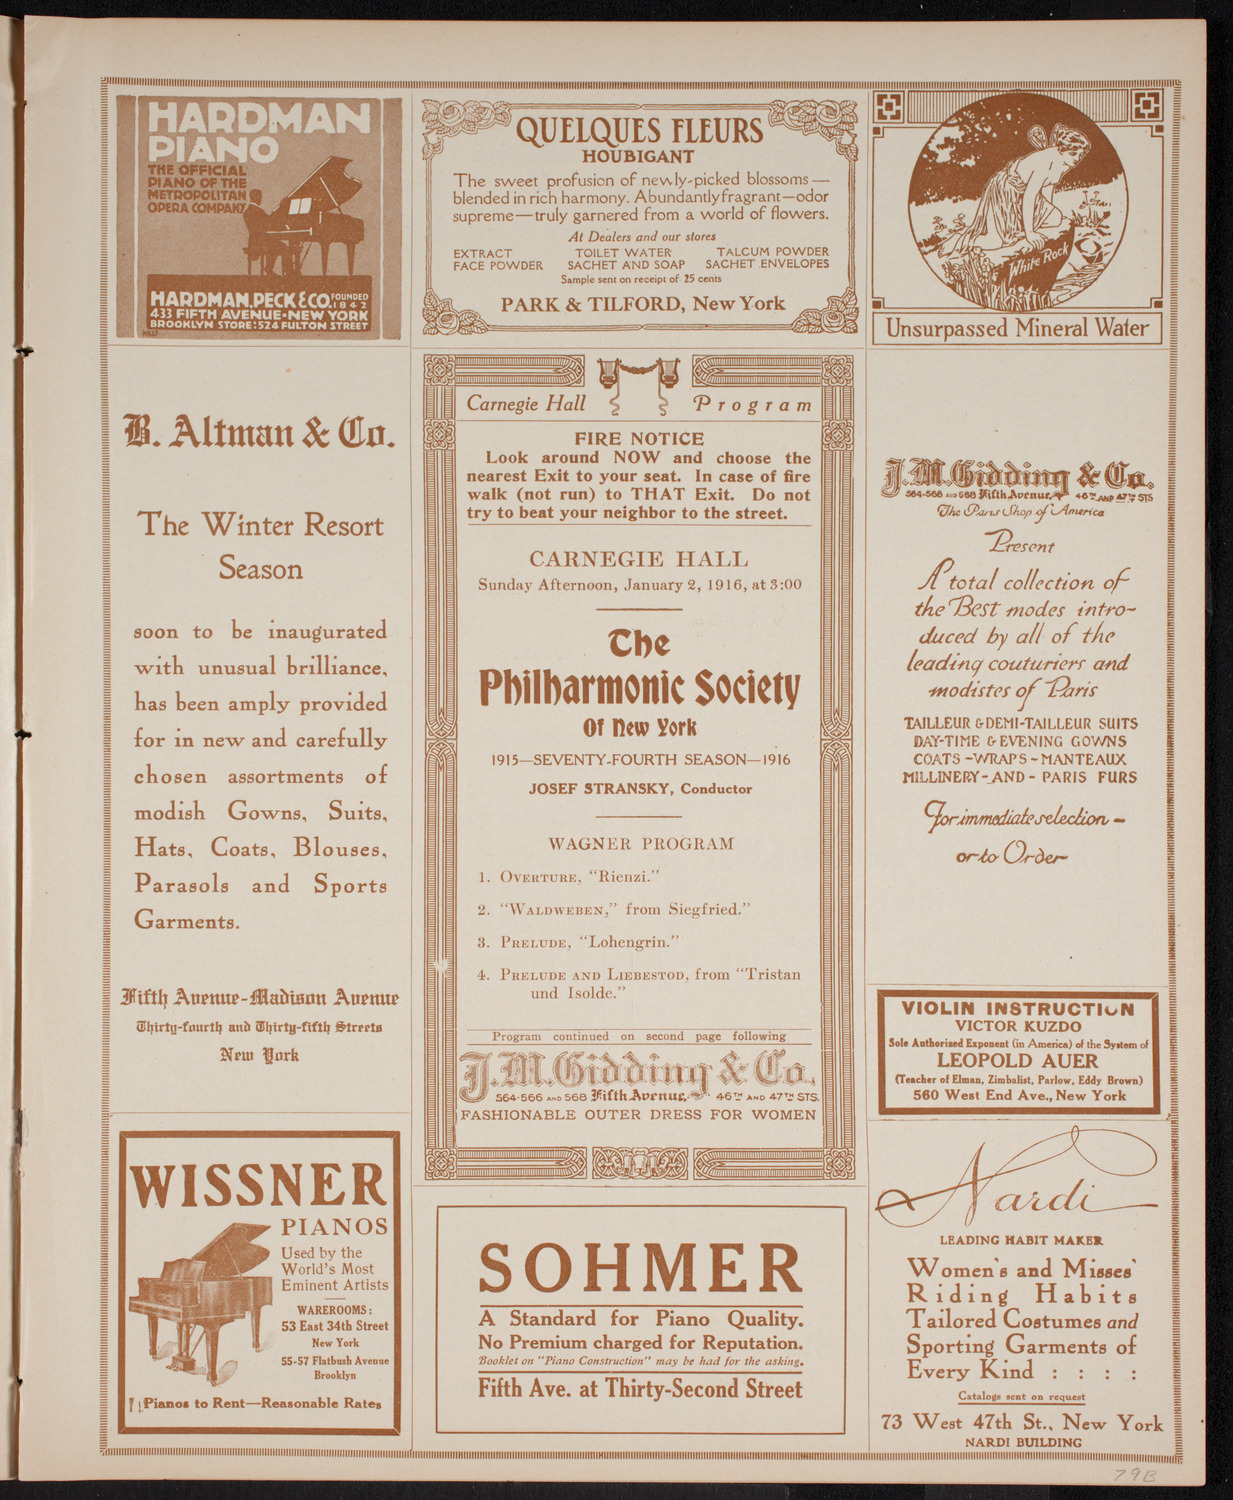 HARDMAN
PIANO
THE OFFICIAL
PIANO OF THE
METROPOLITAN
OPERA COMPANY
HARDMAN, PECK & CO. FOUNDED 1842
433 FIFTH AVENUE-NEW YORK
BROOKLYN STORE: 524 FULTON STREET
QUELQUES FLEURS
HOUBIGANT
The sweet profusion of newly-picked blossoms—
blended in rich harmony. Abundantly fragrant—odor
supreme—truly garnered from a world of flowers.
At Dealers and our stores
EXTRACT TOILET WATER TALCUM POWDER
FACE POWDER SACHET AND SOAP SACHET ENVELOPES
Sample sent on receipt of 25 cents
PARK & TILFORD, New York
White Rock
Unsurpassed Mineral Water
B. Altman & Co.
The Winter Resort
Season
soon to be inaugurated
with unusual brilliance,
has been amply provided
for in new and carefully
chosen assortments of
modish Gowns, Suits,
Hats, Coats, Blouses,
Parasols and Sports
Garments.
Fifth Avenue-Madison Avenue
Thirty-fourth and Thirty-fifth Streets
New York
WISSNER
PIANOS
Used by the
World's Most
Eminent Artists
WAREROOMS:
53 East 34th Street
New York
55-57 Flatbush Avenue
Brooklyn
Pianos to Rent—Reasonable Rates
Carnegie Hall Program
FIRE NOTICE
Look around NOW and choose the
nearest Exit to your seat. In case of fire
walk (not run) to THAT Exit. Do not
try to beat your neighbor to the street.
CARNEGIE HALL
Sunday Afternoon, January 2, 1916, at 3:00
The
Philharmonic Society
Of New York
1915—SEVENTY-FOURTH SEASON—1916
JOSEF STRANSKY, Conductor
WAGNER PROGRAM
1. OVERTURE, "Rienzi."
2. "WALDWEBEN," from Siegfried."
3. PRELUDE, "Lohengrin."
4. PRELUDE AND LIEBESTOD, from "Tristan
und Isolde."
Program continued on second page following
J.M. Gidding & Co.
564-566 AND 568 Fifth Avenue, 46TH AND 47TH STS.
FASHIONABLE OUTER DRESS FOR WOMEN
SOHMER
A Standard for Piano Quality.
No Premium charged for Reputation.
Booklet on "Piano Construction" may be had for the asking.
Fifth Ave. at Thirty-Second Street
J.M. Gidding & Co.
564-566 AND 568 Fifth Avenue, 46TH AND 47TH STS
The Paris Shop of America
Present
A total collection of
the Best modes intro-
duced by all of the
leading couturiers and
modistes of Paris
TAILLEUR & DEMI-TAILLEUR SUITS
DAY-TIME & EVENING GOWNS
COATS-WRAPS-MANTEAUX
MILLINERY-AND-PARIS FURS
For immediate selection—
or to Order—
VIOLIN INSTRUCTION
VICTOR KUZDO
Sole Authorized Exponent (in America) of the System of
LEOPOLD AUER
(Teacher of Elman, Zimbalist, Parlow, Eddy Brown)
560 West End Ave., New York
Nardi
LEADING HABIT MAKER
Women's and Misses'
Riding Habits
Tailored Costumes and
Sporting Garments of
Every Kind : : : :
Catalogs sent on request
73 West 47th St., New York
NARDI BUILDING
79B